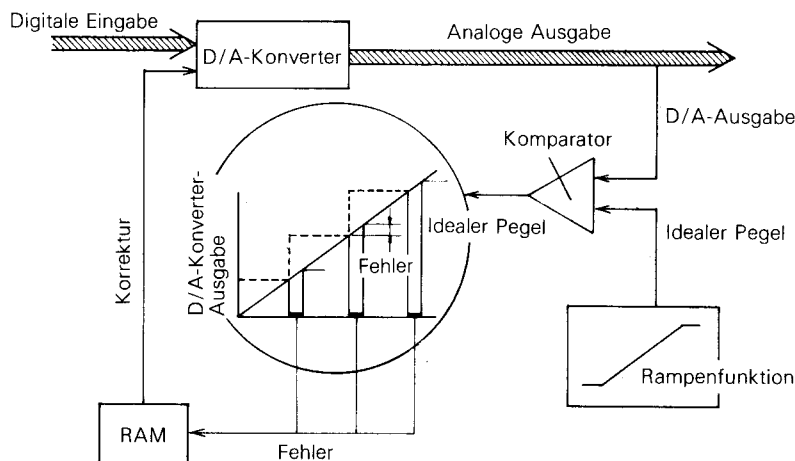 Digitale Eingabe
Analoge Ausgabe
D/A-Konverter
D/A-Ausgabe
Komparator
Idealer Pegel
Idealer Pegel
Fehler
D/A-Konverter-
Ausgabe
Korrektur
Rampenfunktion
RAM
Fehler